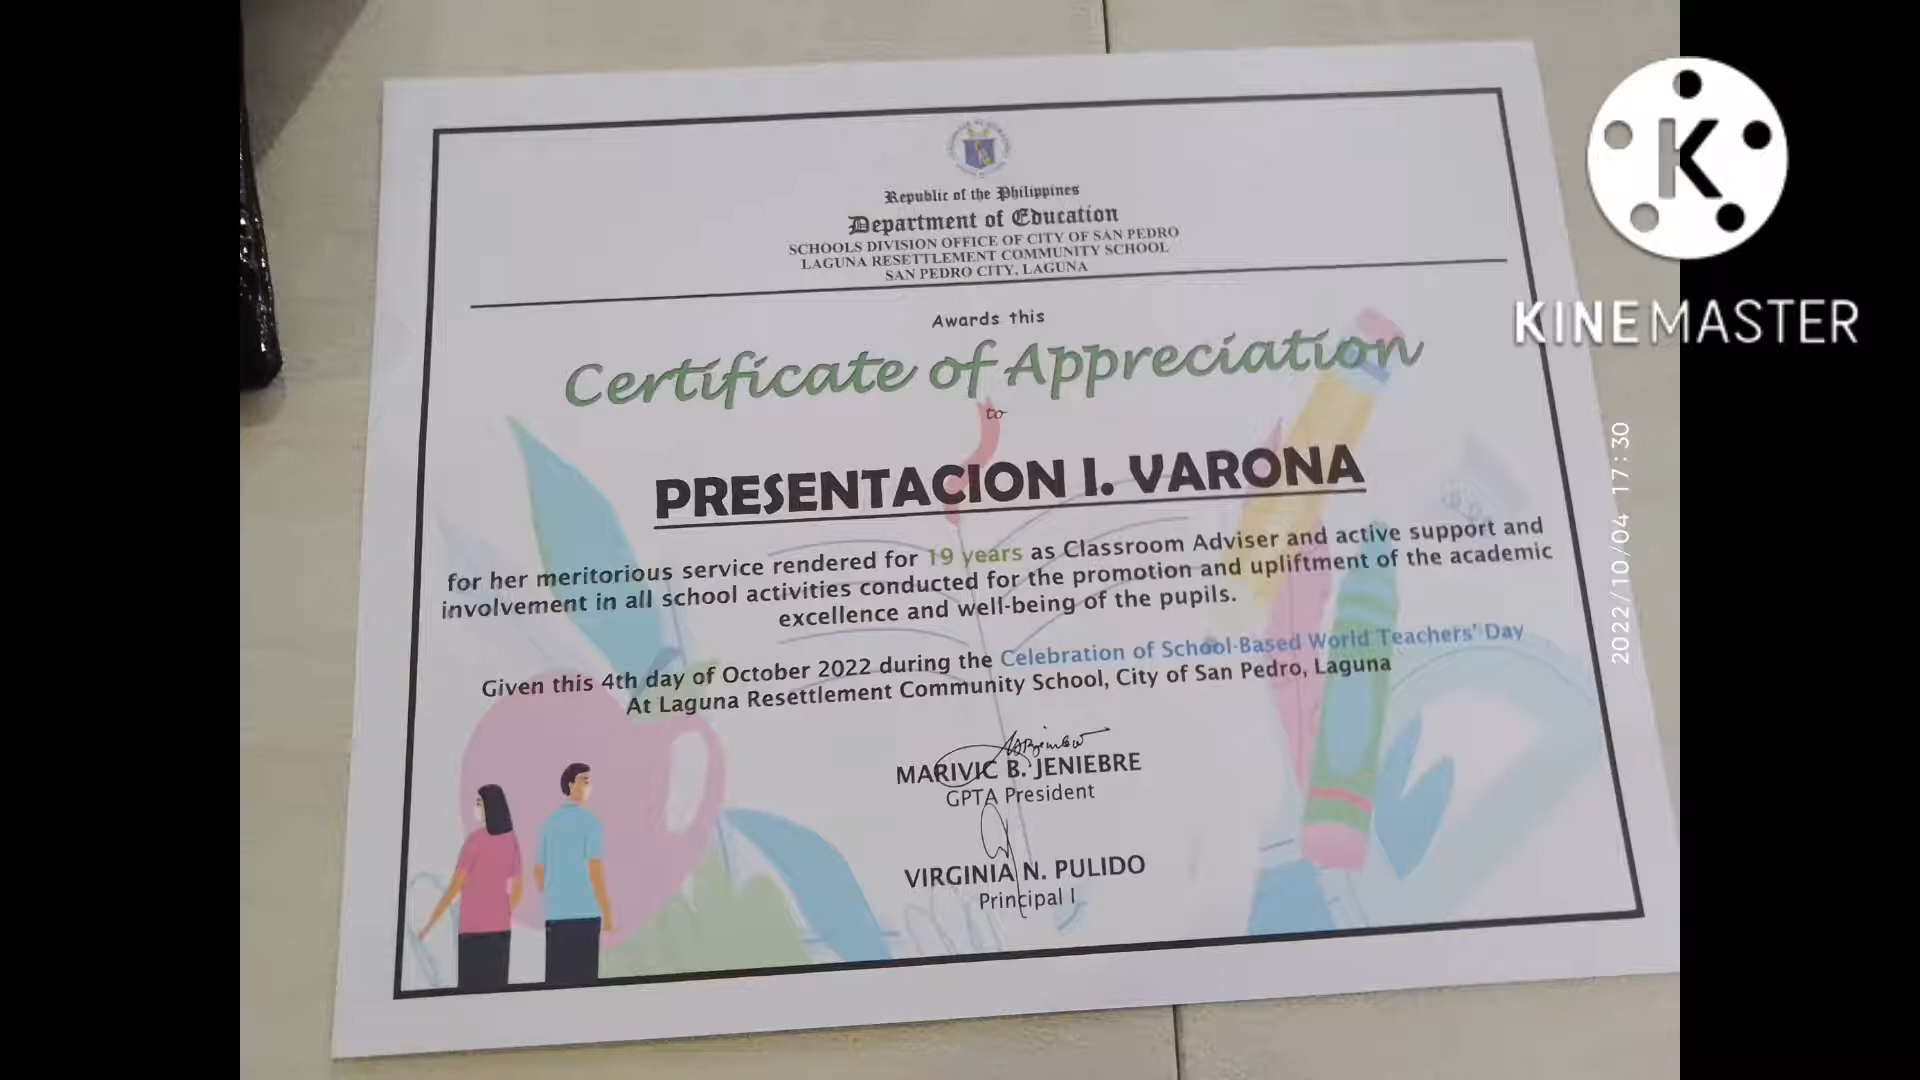 Republic of the Philippines
Department of Education
SCHOOLS DIVISION OFFICE OF CITY OF SAN PEDRO
LAGUNA RESETTLEMENT COMMUNITY SCHOOL
SAN PEDRO CITY, LAGUNA
Awards this
Certificate of Appreciation
to
PRESENTACION I. VARONA
for her meritorious service rendered for 19 years as Classroom Adviser and active support and
involvement in all school activities conducted for the promotion and upliftment of the academic
excellence and well-being of the pupils.
Given this 4th day of October 2022 during the Celebration of School-Based World Teachers' Day
At Laguna Resettlement Community School, City of San Pedro, Laguna
MARIVIC B. JENIEBRE
GPTA President
VIRGINIA N. PULIDO
Principal I
K
KINEMASTER
2022/10/04 17:30